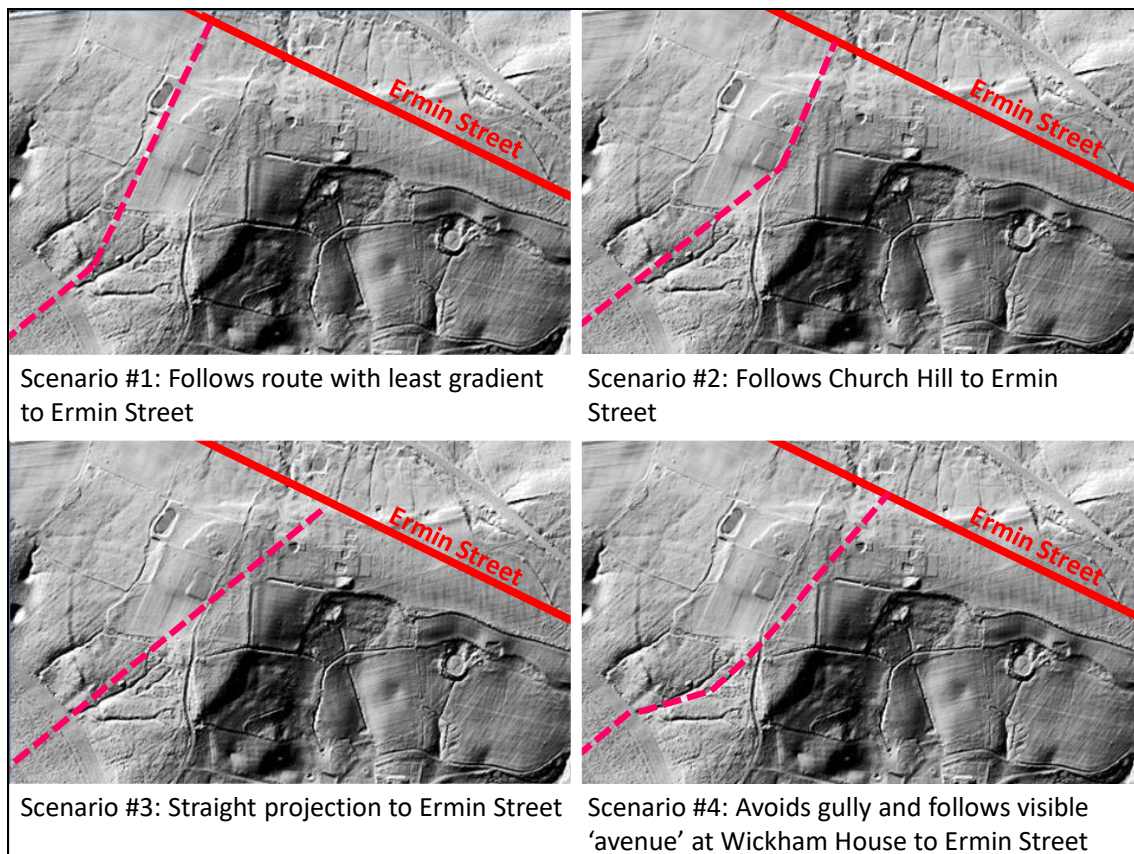 Ermin Street
Ermin Street
Scenario #1: Follows route with least gradient
to Ermin Street
Scenario #2: Follows Church Hill to Ermin
Street
Ermin Street
Ermin Street
Scenario #3: Straight projection to Ermin Street
Scenario #4: Avoids gully and follows visible
‘avenue’ at Wickham House to Ermin Street